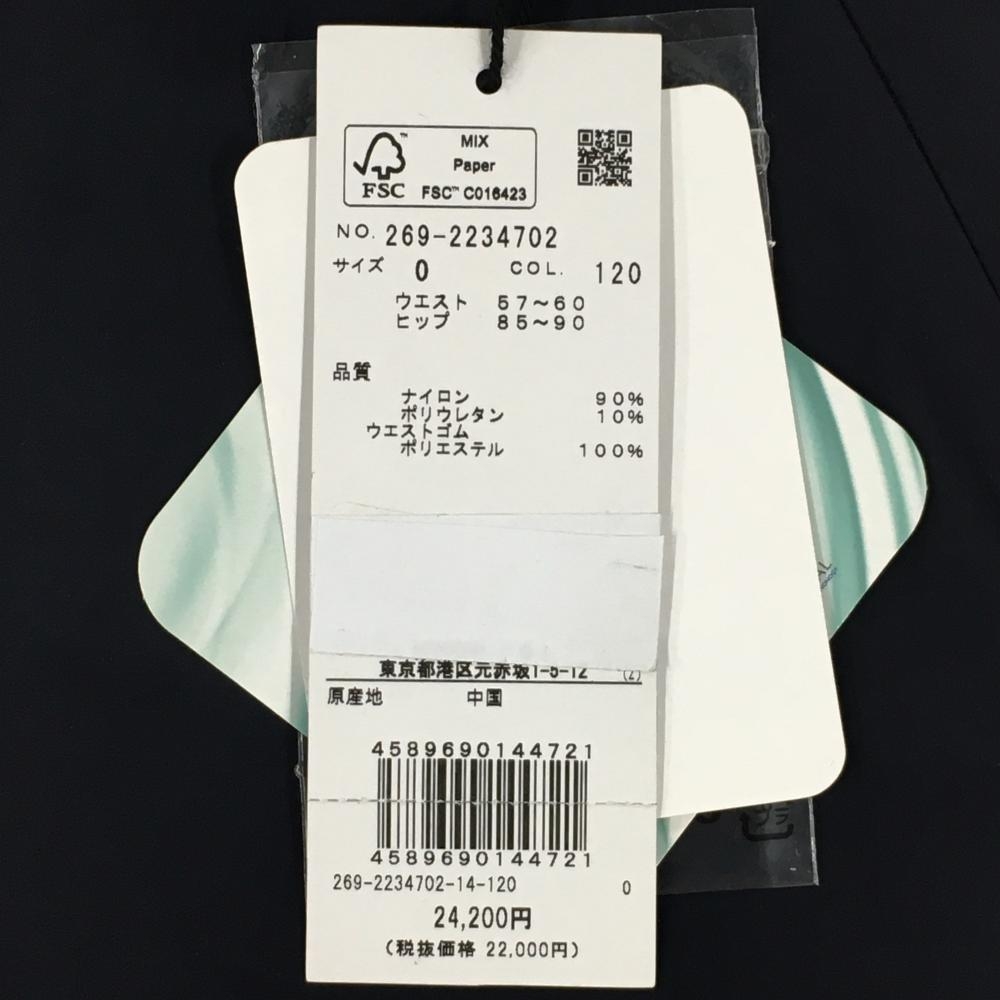 MIX
Paper
FSC™ C016423
FSC
NO. 269-2234702
サイズ 0 COL. 120
ウエスト 57～60
ヒップ 85～90
品質
ナイロン 90%
ポリウレタン 10%
ウエストゴム
ポリエステル 100%
東京都港区元赤坂1-5-12 (Z)
原産地 中国
4589690144721
4589690144721
269-2234702-14-120 0
24,200円
(税抜価格 22,000円)
プラ